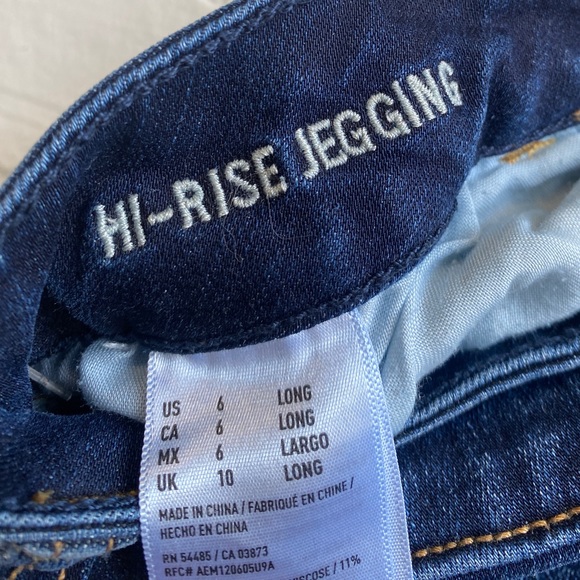 HI-RISE JEGGING
US 6 LONG
CA 6 LONG
MX 6 LARGO
UK 10 LONG
MADE IN CHINA / FABRIQUÉ EN CHINE /
HECHO EN CHINA
RN 54485 / CA 03873
RFC# AEM120605U9A
/ 11%